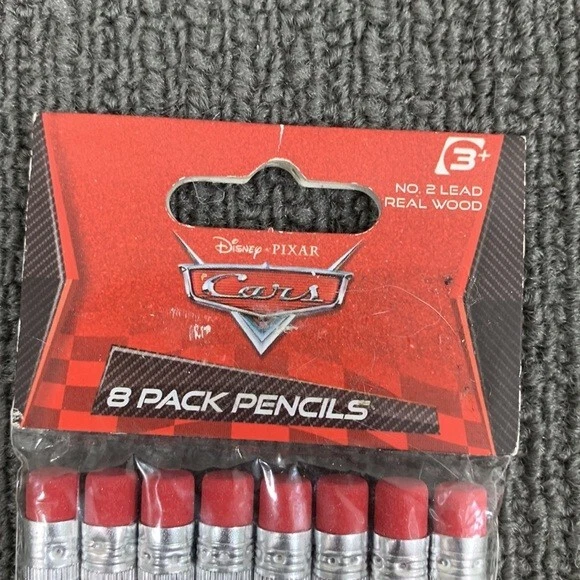 3+
NO. 2 LEAD
REAL WOOD
Disney · PIXAR
Cars
8 PACK PENCILS